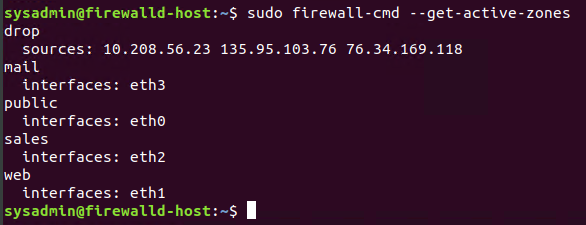 sysadmin@firewalld-host:~$ sudo firewall-cmd --get-active-zones
drop
  sources: 10.208.56.23 135.95.103.76 76.34.169.118
mail
  interfaces: eth3
public
  interfaces: eth0
sales
  interfaces: eth2
web
  interfaces: eth1
sysadmin@firewalld-host:~$